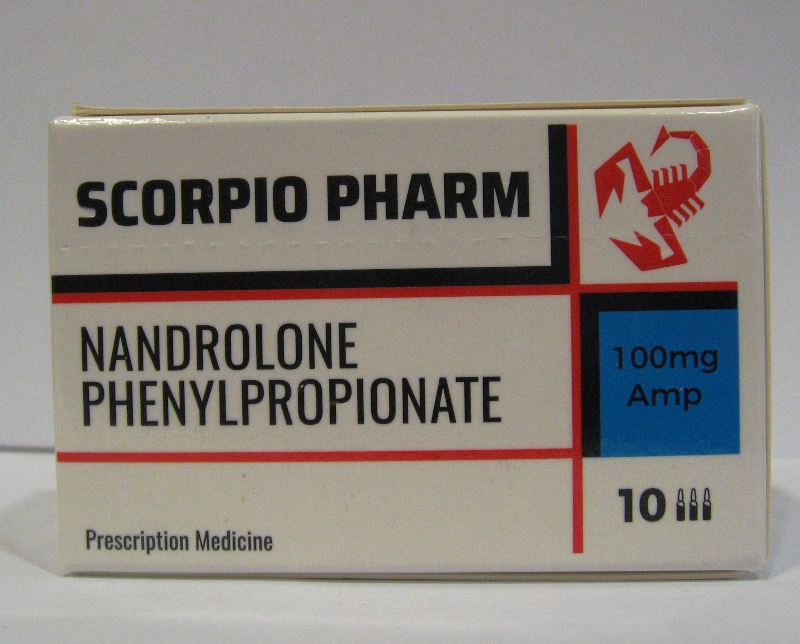 SCORPIO PHARM
NANDROLONE
PHENYLPROPIONATE
100mg
Amp
10
Prescription Medicine